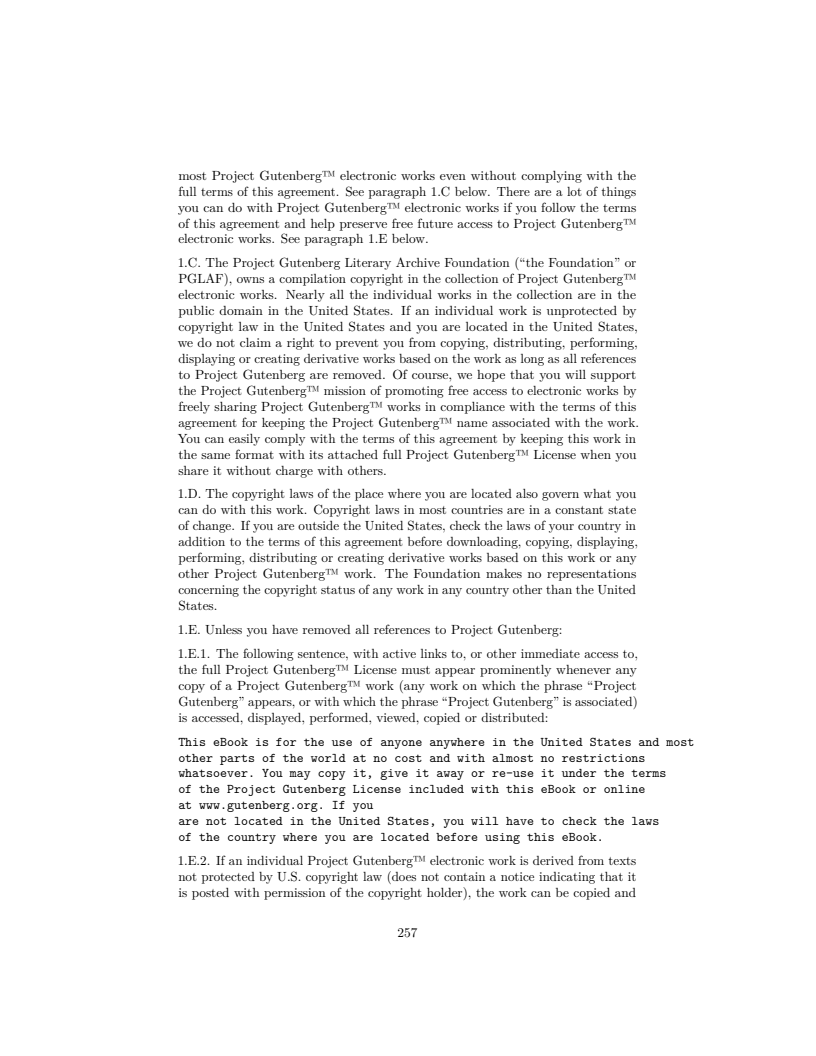 most Project Gutenberg™ electronic works even without complying with the
full terms of this agreement. See paragraph 1.C below. There are a lot of things
you can do with Project Gutenberg™ electronic works if you follow the terms
of this agreement and help preserve free future access to Project Gutenberg™
electronic works. See paragraph 1.E below.
1.C. The Project Gutenberg Literary Archive Foundation (“the Foundation” or
PGLAF), owns a compilation copyright in the collection of Project Gutenberg™
electronic works. Nearly all the individual works in the collection are in the
public domain in the United States. If an individual work is unprotected by
copyright law in the United States and you are located in the United States,
we do not claim a right to prevent you from copying, distributing, performing,
displaying or creating derivative works based on the work as long as all references
to Project Gutenberg are removed. Of course, we hope that you will support
the Project Gutenberg™ mission of promoting free access to electronic works by
freely sharing Project Gutenberg™ works in compliance with the terms of this
agreement for keeping the Project Gutenberg™ name associated with the work.
You can easily comply with the terms of this agreement by keeping this work in
the same format with its attached full Project Gutenberg™ License when you
share it without charge with others.
1.D. The copyright laws of the place where you are located also govern what you
can do with this work. Copyright laws in most countries are in a constant state
of change. If you are outside the United States, check the laws of your country in
addition to the terms of this agreement before downloading, copying, displaying,
performing, distributing or creating derivative works based on this work or any
other Project Gutenberg™ work. The Foundation makes no representations
concerning the copyright status of any work in any country other than the United
States.
1.E. Unless you have removed all references to Project Gutenberg:
1.E.1. The following sentence, with active links to, or other immediate access to,
the full Project Gutenberg™ License must appear prominently whenever any
copy of a Project Gutenberg™ work (any work on which the phrase “Project
Gutenberg” appears, or with which the phrase “Project Gutenberg” is associated)
is accessed, displayed, performed, viewed, copied or distributed:
This eBook is for the use of anyone anywhere in the United States and most
other parts of the world at no cost and with almost no restrictions
whatsoever. You may copy it, give it away or re-use it under the terms
of the Project Gutenberg License included with this eBook or online
at www.gutenberg.org. If you
are not located in the United States, you will have to check the laws
of the country where you are located before using this eBook.
1.E.2. If an individual Project Gutenberg™ electronic work is derived from texts
not protected by U.S. copyright law (does not contain a notice indicating that it
is posted with permission of the copyright holder), the work can be copied and
257